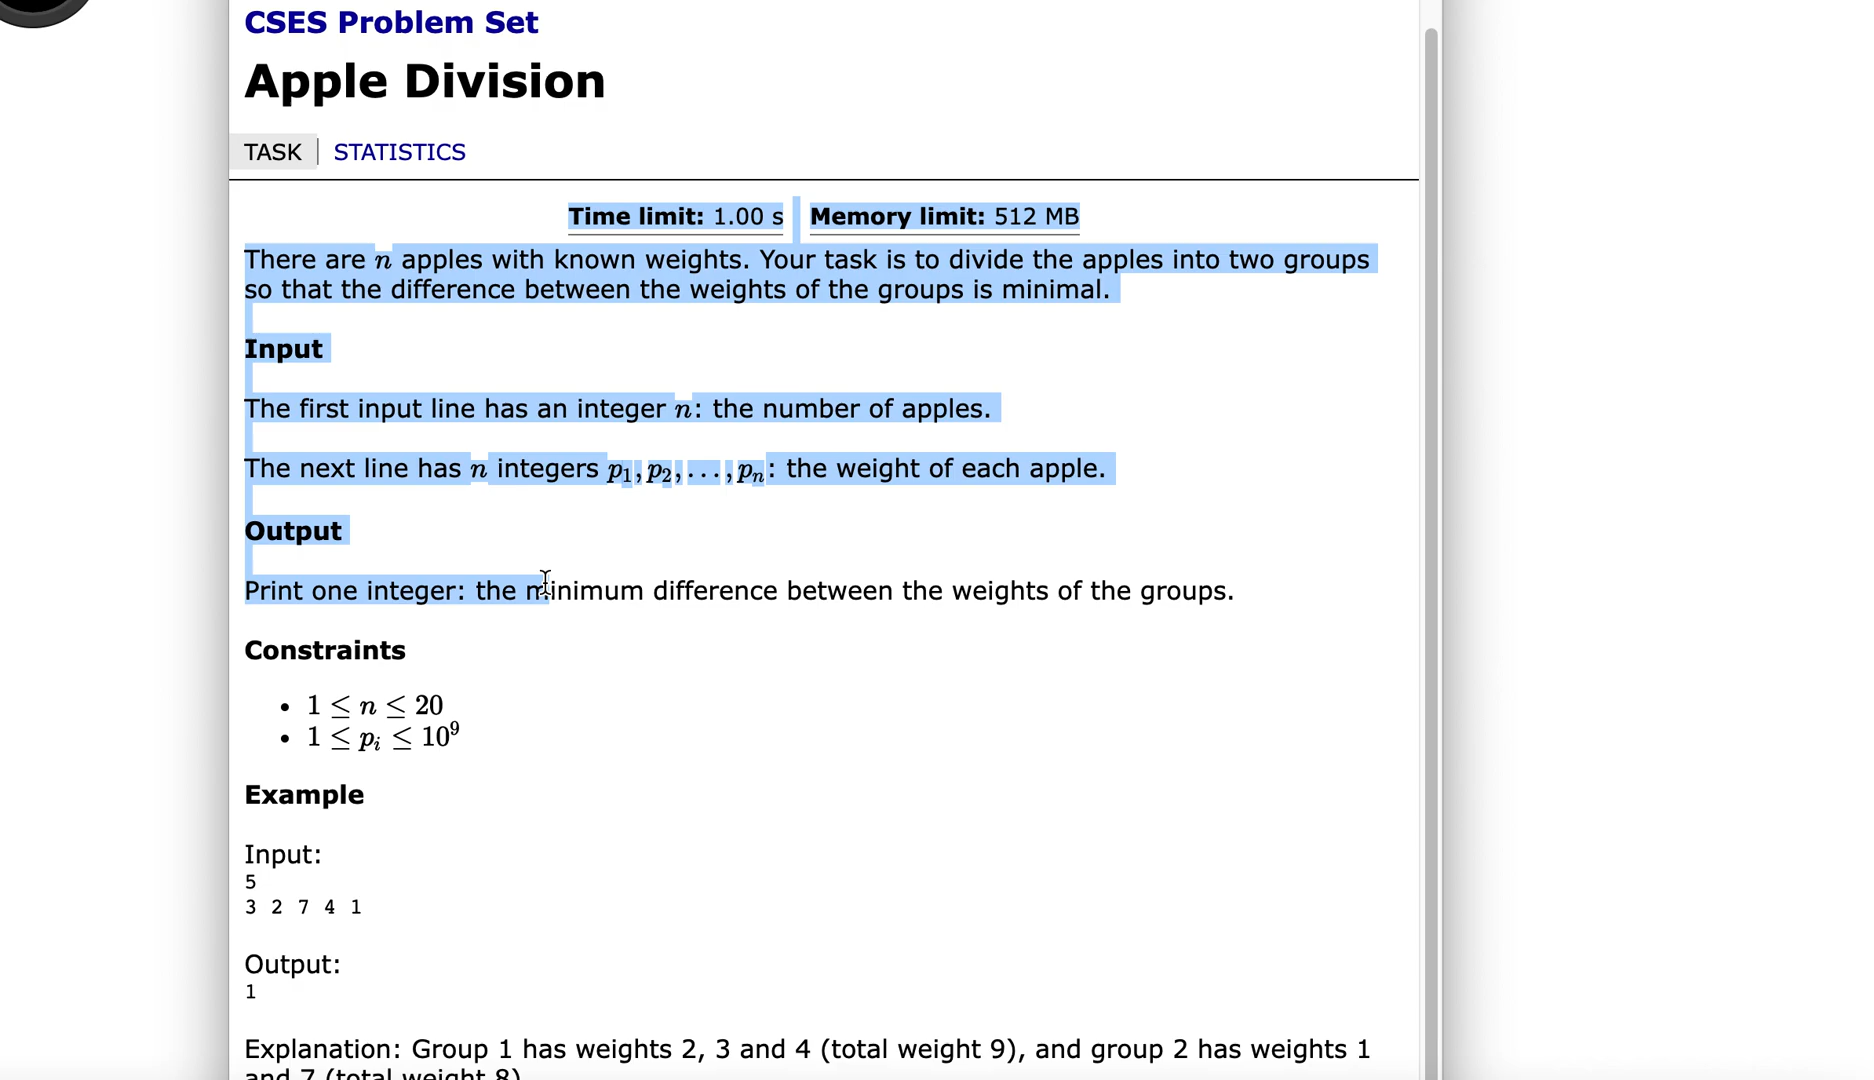 CSES Problem Set
Apple Division
TASK | STATISTICS
Time limit: 1.00 s Memory limit: 512 MB
There are n apples with known weights. Your task is to divide the apples into two groups
so that the difference between the weights of the groups is minimal.
Input
The first input line has an integer n: the number of apples.
The next line has n integers p₁, p₂, …, pₙ: the weight of each apple.
Output
Print one integer: the minimum difference between the weights of the groups.
Constraints
• 1 ≤ n ≤ 20
• 1 ≤ pᵢ ≤ 10⁹
Example
Input:
5
3 2 7 4 1
Output:
1
Explanation: Group 1 has weights 2, 3 and 4 (total weight 9), and group 2 has weights 1
and 7 (total weight 8)